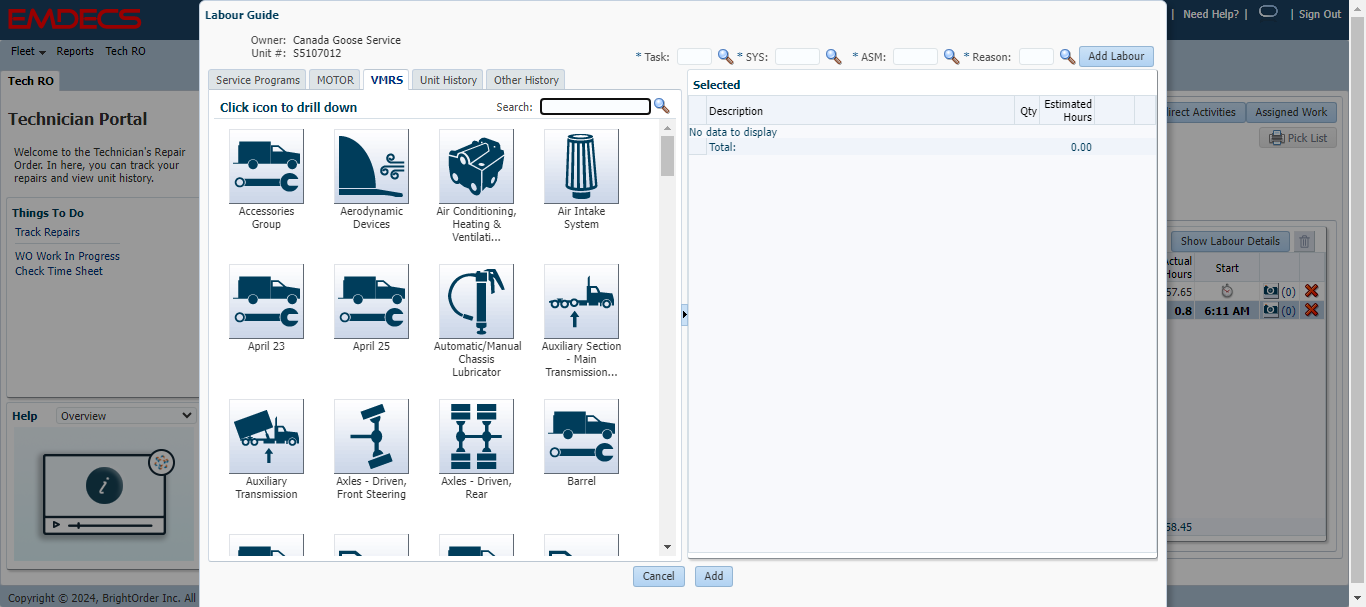 EMDECS
Labour Guide
| Need Help? |
| Sign Out
Fleet
Reports
Tech RO
Owner: Canada Goose Service
Unit #: S5107012
* Task:
* SYS:
* ASM:
* Reason:
Add Labour
Tech RO
Service Programs
MOTOR
VMRS
Unit History
Other History
Selected
Click icon to drill down
Search:
Description
Qty
Estimated
Hours
No data to display
Total:
0.00
irect Activities
Assigned Work
Pick List
Technician Portal
Welcome to the Technician's Repair
Order. In here, you can track your
repairs and view unit history.
Things To Do
Track Repairs
WO Work In Progress
Check Time Sheet
Accessories
Group
Aerodynamic
Devices
Air Conditioning,
Heating &
Ventilati...
Air Intake
System
April 23
April 25
Automatic/Manual
Chassis
Lubricator
Auxiliary Section
- Main
Transmission...
Auxiliary
Transmission
Axles - Driven,
Front Steering
Axles - Driven,
Rear
Barrel
Show Labour Details
Actual
Hours
Start
57.65
(0)
0.8
6:11 AM
(0)
58.45
Help
Overview
i
Cancel
Add
Copyright © 2024, BrightOrder Inc. All